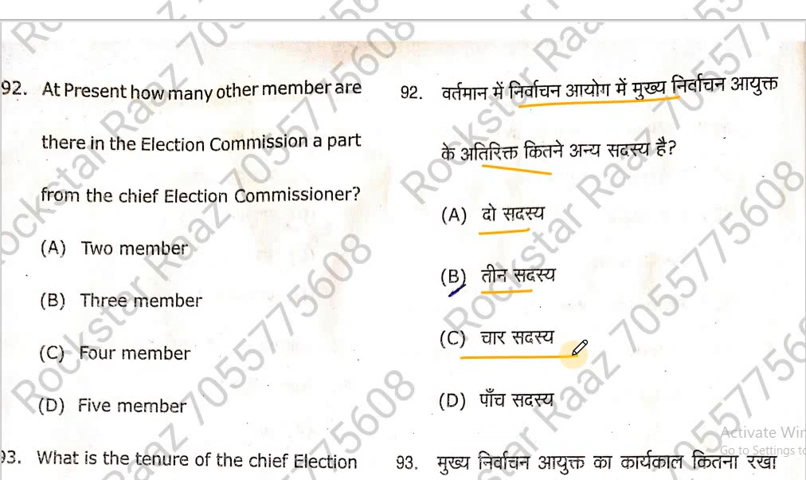 92. At Present how many other member are
there in the Election Commission a part
from the chief Election Commissioner?
(A) Two member
(B) Three member
(C) Four member
(D) Five member
93. What is the tenure of the chief Election
92. वर्तमान में निर्वाचन आयोग में मुख्य निर्वाचन आयुक्त
के अतिरिक्त कितने अन्य सदस्य है?
(A) दो सदस्य
(B) तीन सदस्य
(C) चार सदस्य
(D) पाँच सदस्य
93. मुख्य निर्वाचन आयुक्त का कार्यकाल कितना रखा
Rockstar Raaz 7055775608
Activate Win
Go to Settings to